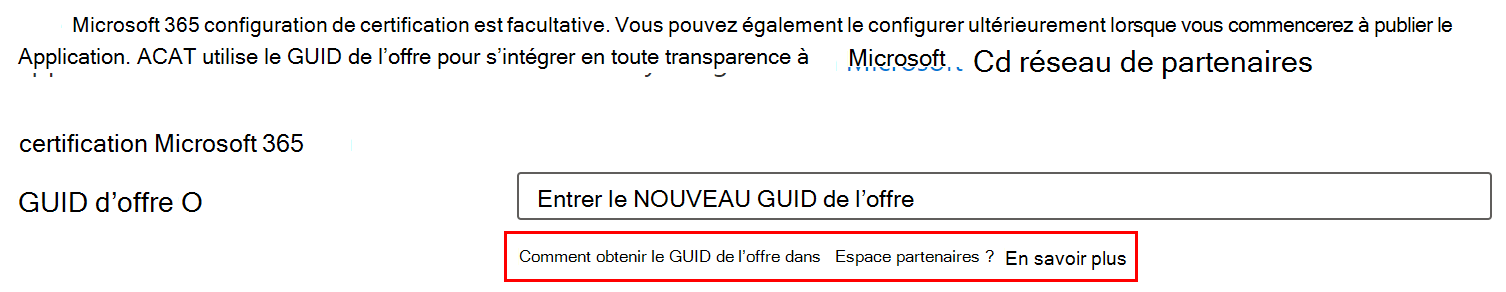 Microsoft 365 configuration de certification est facultative. Vous pouvez également le configurer ultérieurement lorsque vous commencerez à publier le
Application. ACAT utilise le GUID de l’offre pour s’intégrer en toute transparence à Microsoft Cd réseau de partenaires
certification Microsoft 365
GUID d’offre O
Entrer le NOUVEAU GUID de l’offre
Comment obtenir le GUID de l’offre dans Espace partenaires ? En savoir plus